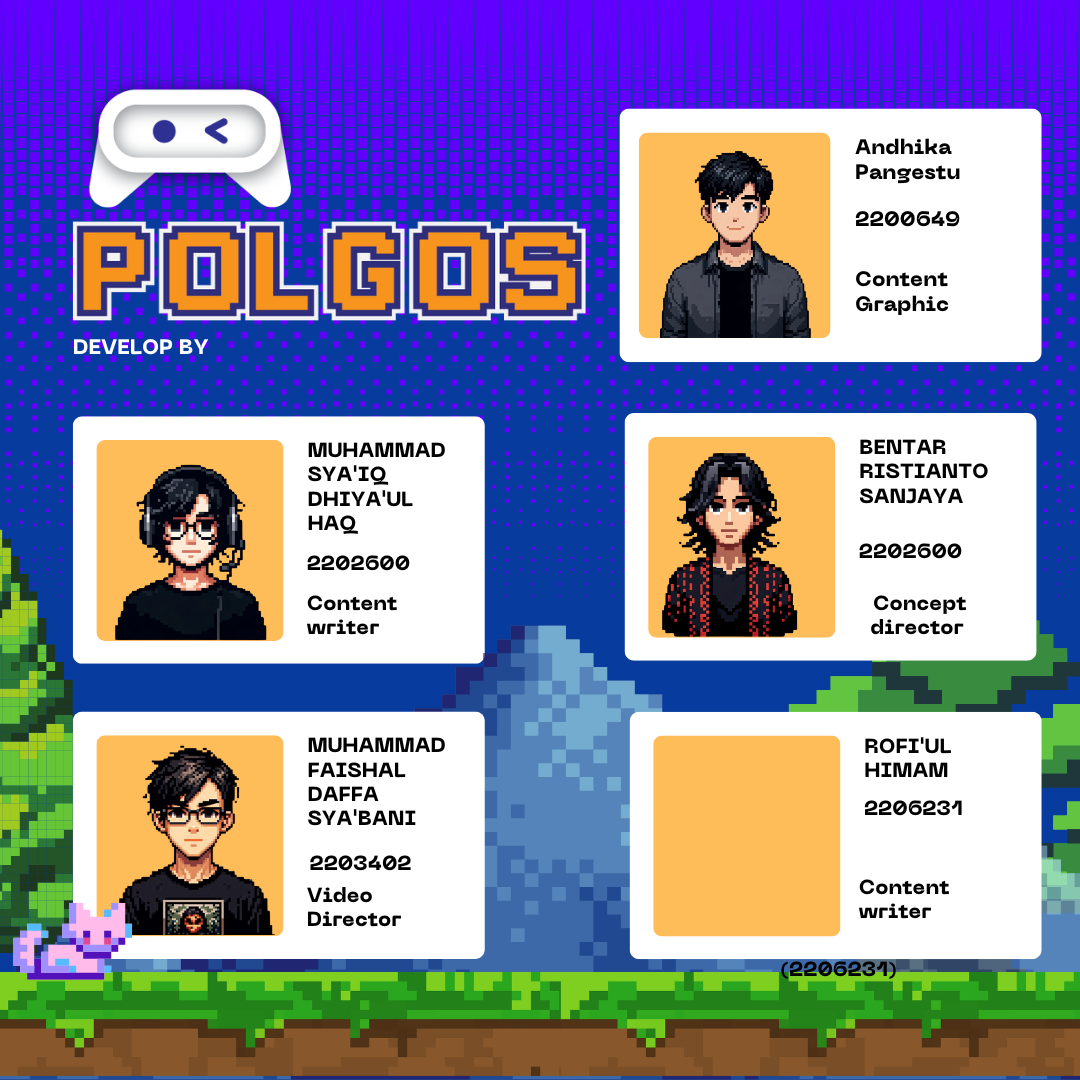 POLGOS
DEVELOP BY
Andhika
Pangestu
2200649
Content
Graphic
MUHAMMAD
SYA'IQ
DHIYA'UL
HAQ
2202600
Content
writer
BENTAR
RISTIANTO
SANJAYA
2202600
Concept
director
MUHAMMAD
FAISHAL
DAFFA
SYA'BANI
2203402
Video
Director
ROFI'UL
HIMAM
2206231
Content
writer
(2206231)